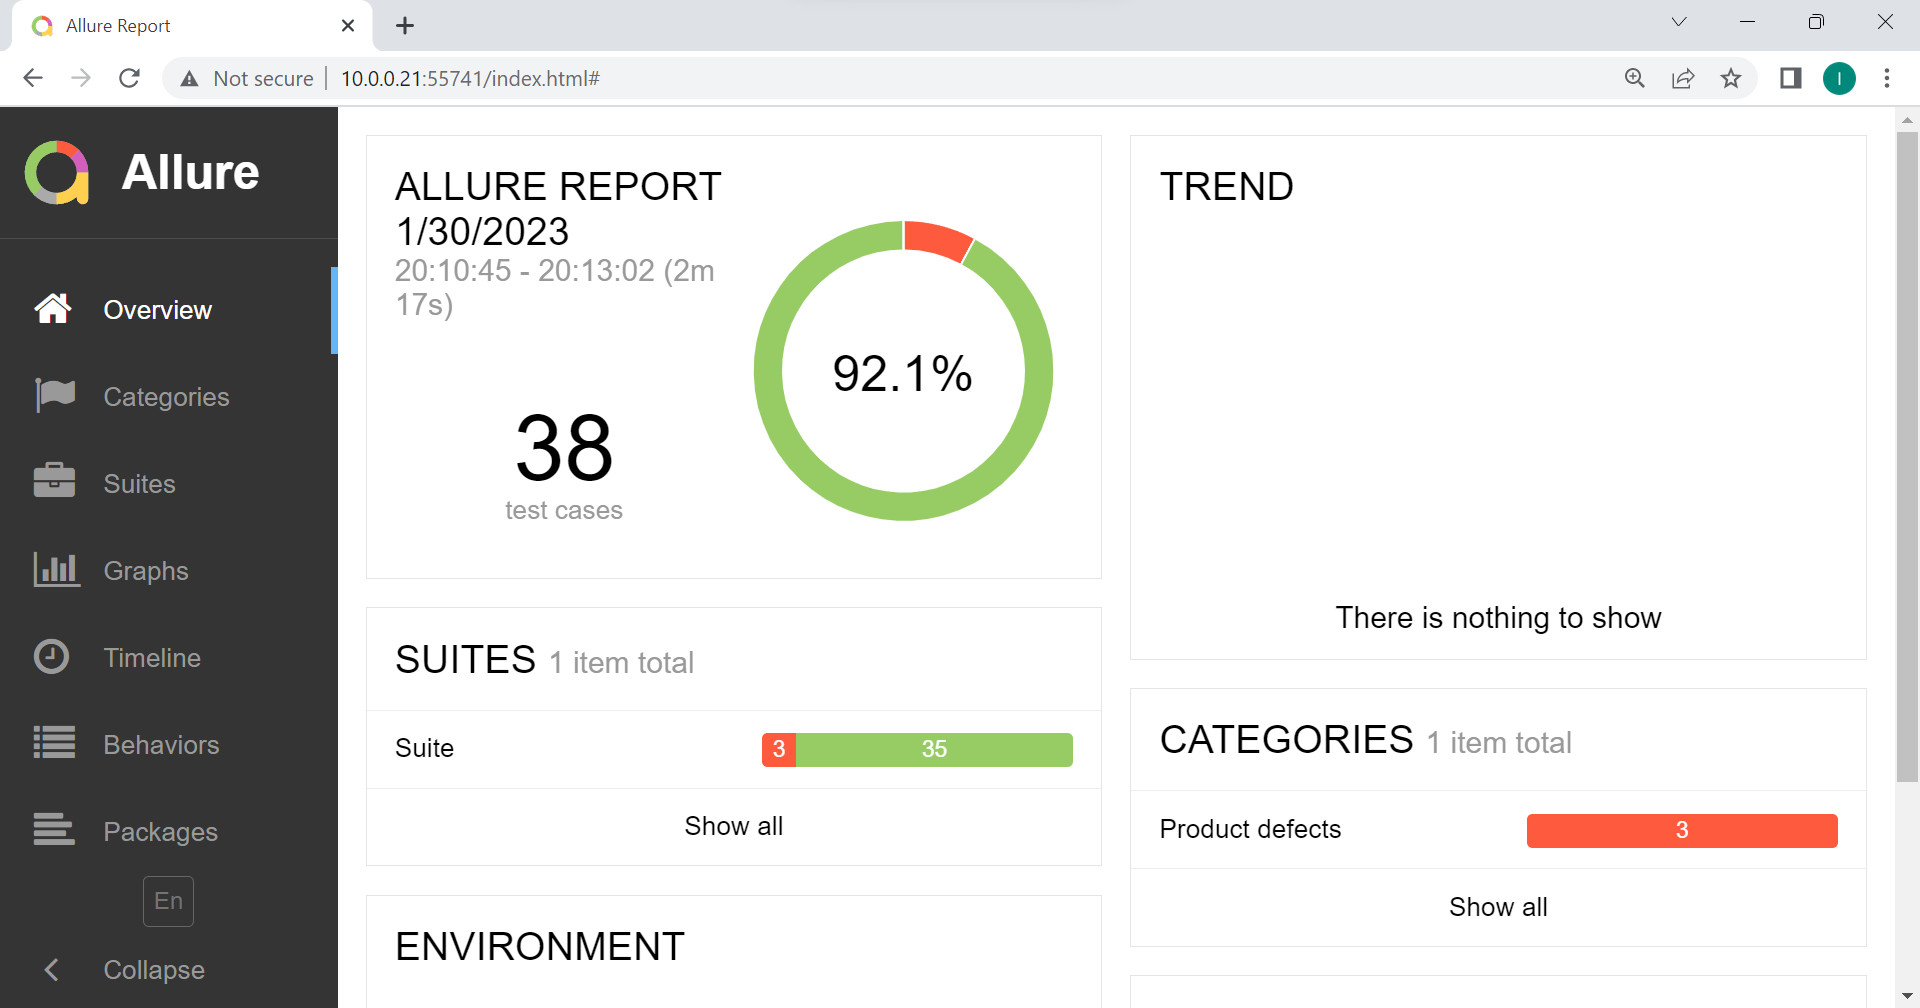 Allure Report
Not secure
10.0.0.21:55741/index.html#
I
Allure
Overview
Categories
Suites
Graphs
Timeline
Behaviors
Packages
En
Collapse
ALLURE REPORT
1/30/2023
20:10:45 - 20:13:02 (2m
17s)
38
test cases
92.1%
SUITES 1 item total
Suite 3 35
Show all
ENVIRONMENT
TREND
There is nothing to show
CATEGORIES 1 item total
Product defects 3
Show all